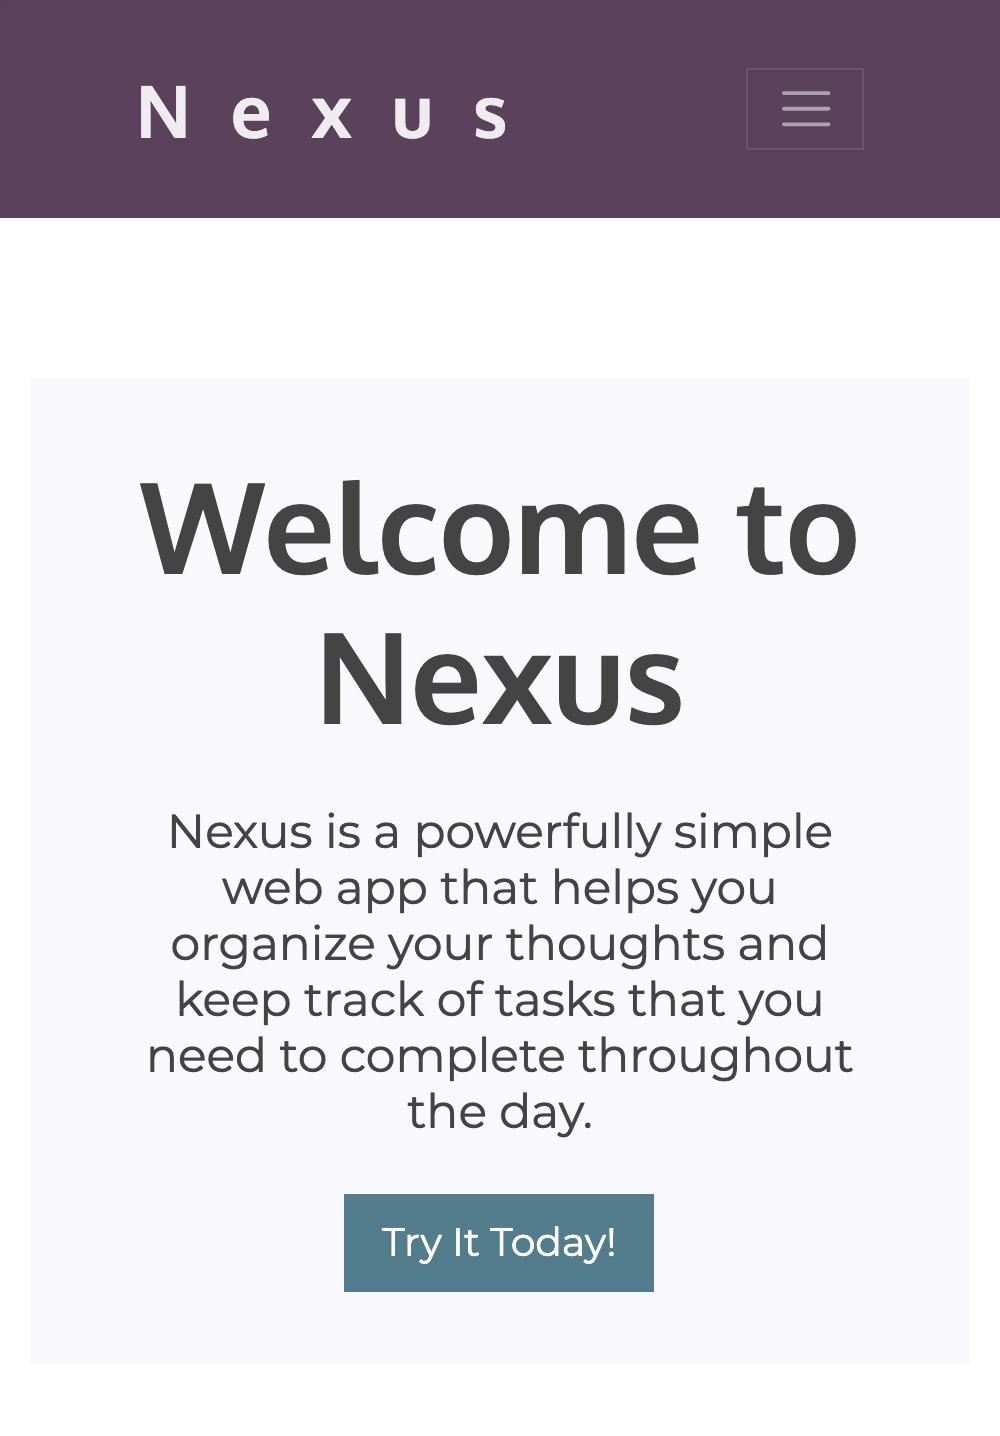 Nexus
Welcome to
Nexus
Nexus is a powerfully simple
web app that helps you
organize your thoughts and
keep track of tasks that you
need to complete throughout
the day.
Try It Today!